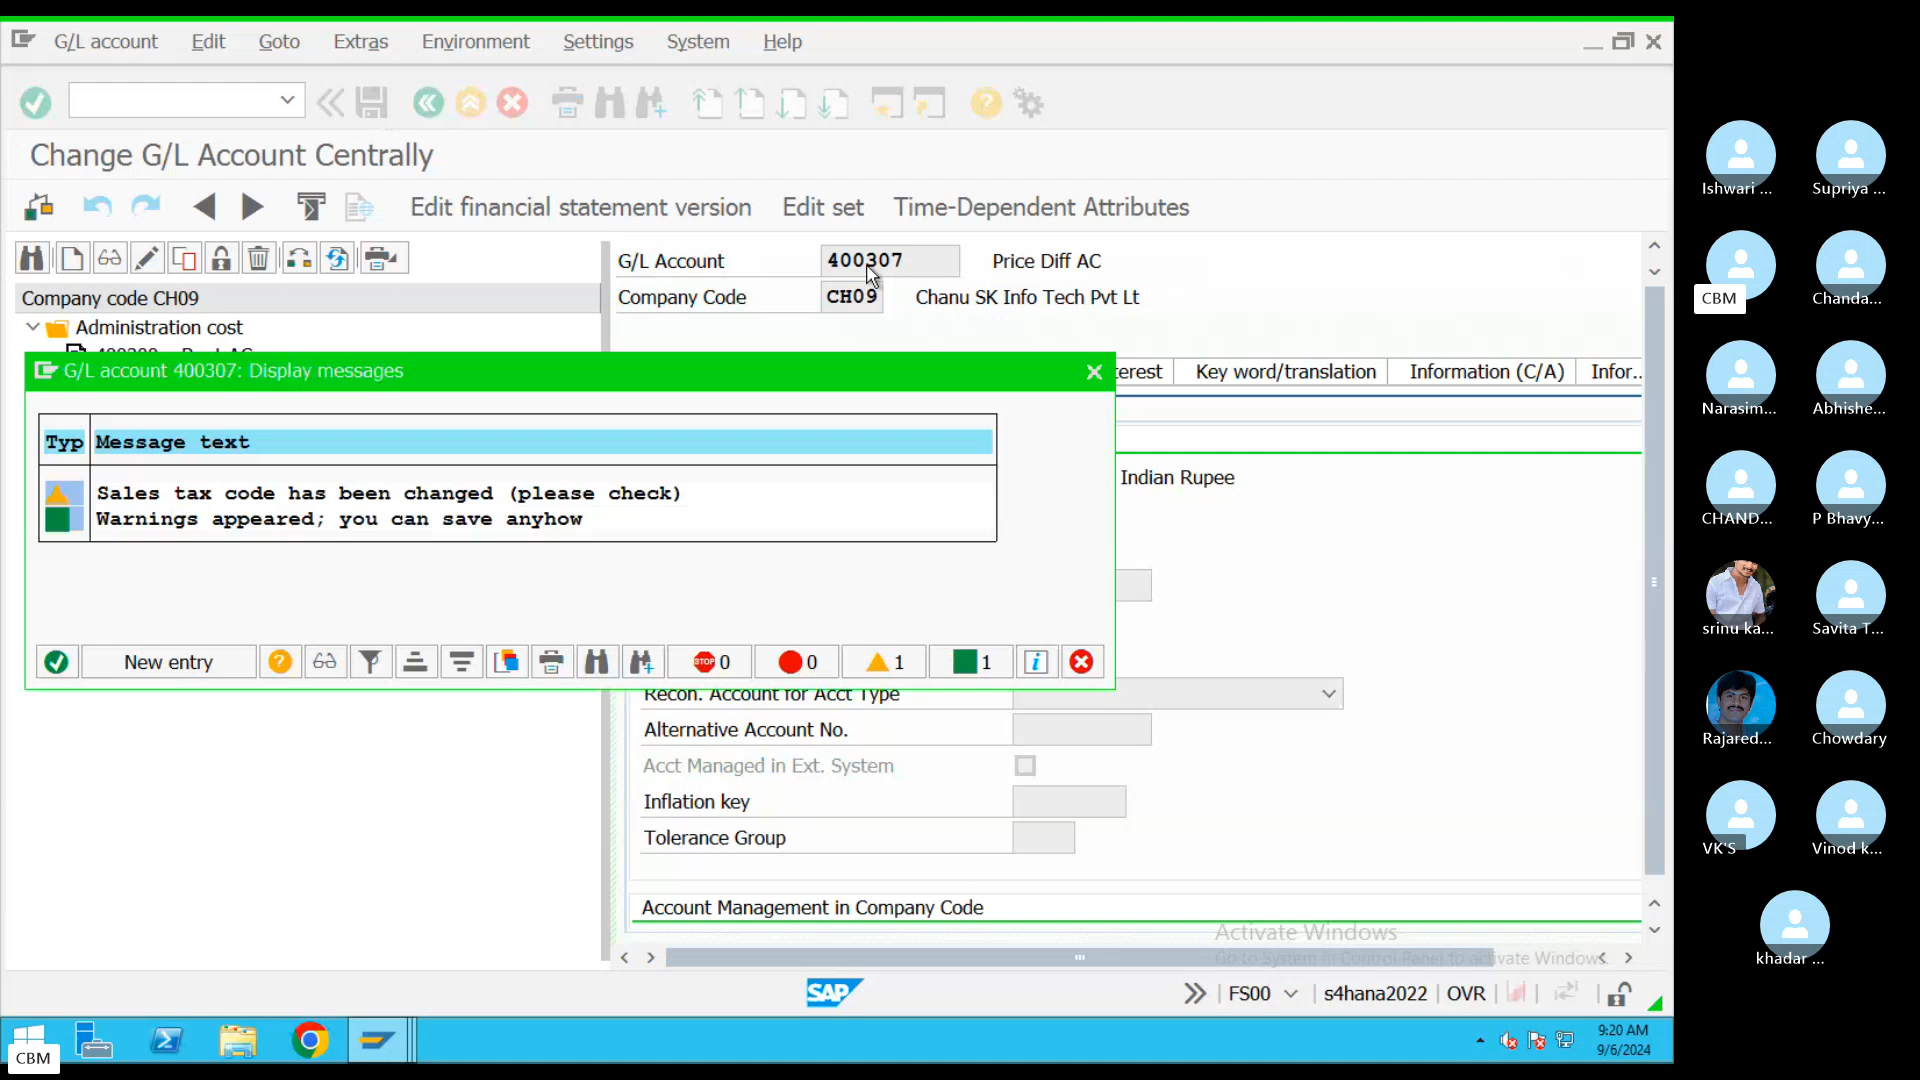 G/L account Edit Goto Extras Environment Settings System Help
Change G/L Account Centrally
Edit financial statement version Edit set Time-Dependent Attributes
G/L Account 400307 Price Diff AC
Company code CH09
Company Code CH09 Chanu SK Info Tech Pvt Lt
Administration cost
G/L account 400307: Display messages
erest Key word/translation Information (C/A) Infor..
Typ Message text
Indian Rupee
Sales tax code has been changed (please check)
Warnings appeared; you can save anyhow
New entry STOP 0 0 1 1
Recon. Account for Acct Type
Alternative Account No.
Acct Managed in Ext. System
Inflation key
Tolerance Group
Account Management in Company Code
Activate Windows
Go to System in Control Panel to activate Windows.
SAP FS00 s4hana2022 OVR
9:20 AM
9/6/2024
CBM
Ishwari ... Supriya ...
CBM Chanda...
Narasim... Abhishe...
CHAND... P Bhavy...
srinu ka... Savita T...
Rajared... Chowdary
VK'S Vinod k...
khadar ...